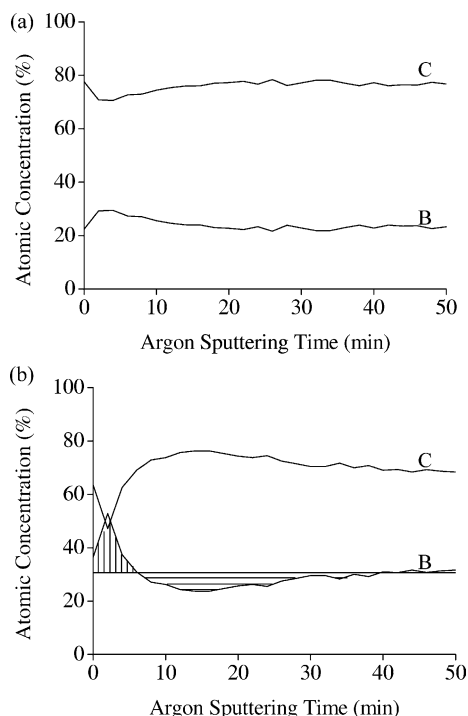 (a)
100
80
60
40
20
0
Atomic Concentration (%)
C
B
0 10 20 30 40 50
Argon Sputtering Time (min)
(b)
100
80
60
40
20
0
Atomic Concentration (%)
C
B
0 10 20 30 40 50
Argon Sputtering Time (min)